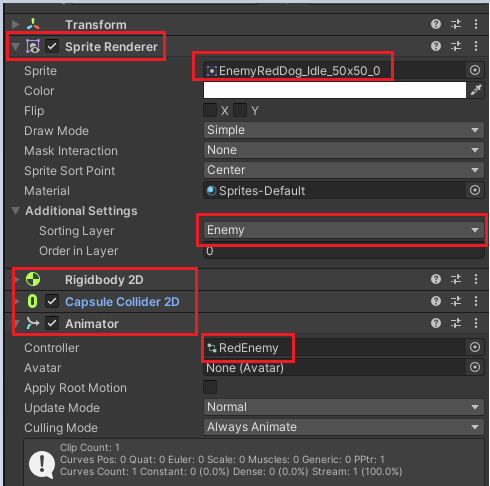 Transform
Sprite Renderer
Sprite EnemyRedDog_Idle_50x50_0
Color
Flip X Y
Draw Mode Simple
Mask Interaction None
Sprite Sort Point Center
Material Sprites-Default
Additional Settings
Sorting Layer Enemy
Order in Layer 0
Rigidbody 2D
Capsule Collider 2D
Animator
Controller RedEnemy
Avatar None (Avatar)
Apply Root Motion
Update Mode Normal
Culling Mode Always Animate
Clip Count: 1
Curves Pos: 0 Quat: 0 Euler: 0 Scale: 0 Muscles: 0 Generic: 0 PPtr: 1
Curves Count: 1 Constant: 0 (0.0%) Dense: 0 (0.0%) Stream: 1 (100.0%)